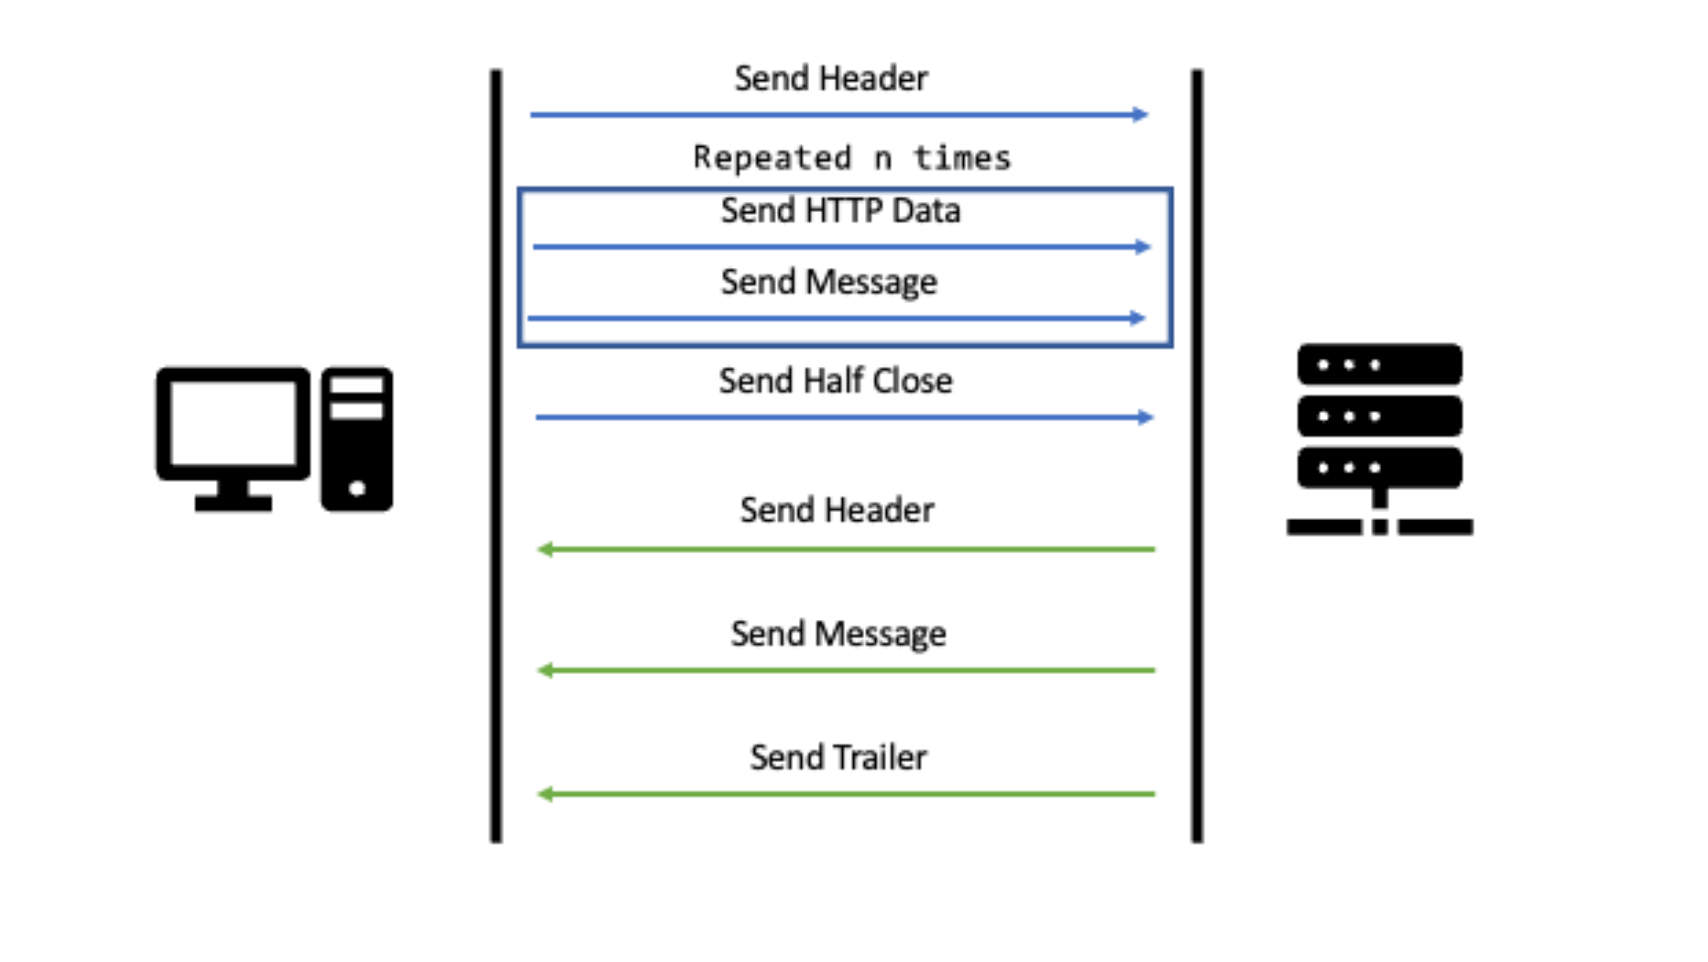 Send Header
Repeated n times
Send HTTP Data
Send Message
Send Half Close
Send Header
Send Message
Send Trailer